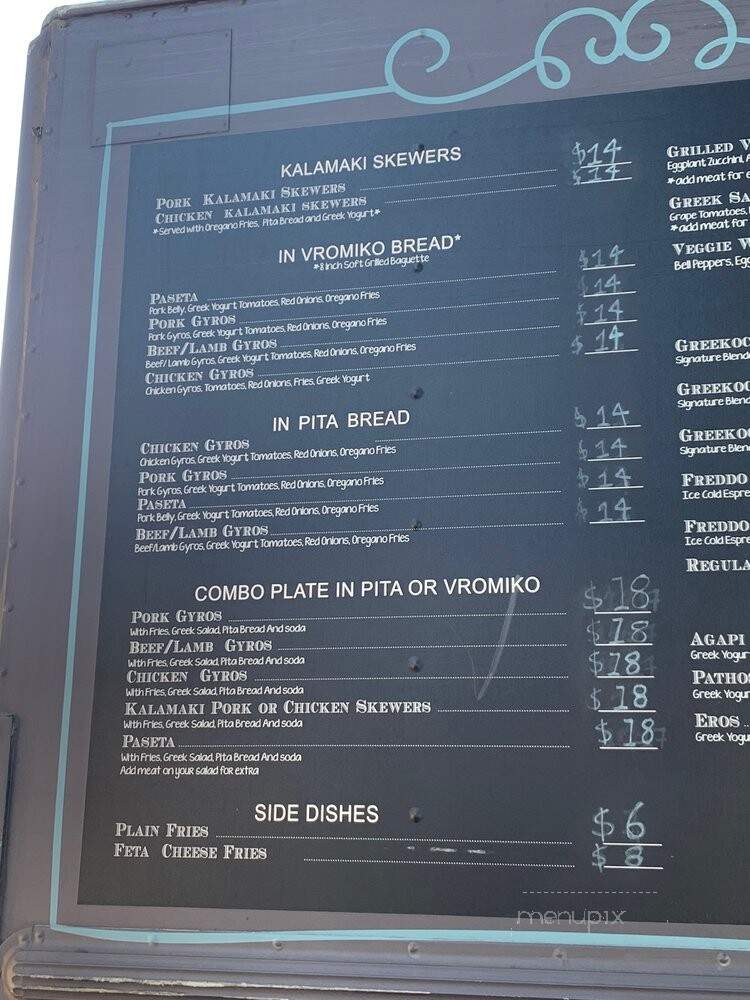 KALAMAKI SKEWERS
PORK KALAMAKI SKEWERS $14
CHICKEN KALAMAKI SKEWERS $14
*Served with Oregano Fries, Pita Bread and Greek Yogurt*
IN VROMIKO BREAD*
*8 Inch Soft Grilled Baguette
PASETA $14
Pork Belly, Greek Yogurt Tomatoes, Red Onions, Oregano Fries
PORK GYROS $14
Pork Gyros, Greek Yogurt Tomatoes, Red Onions, Oregano Fries
BEEF/LAMB GYROS $14
Beef/Lamb Gyros, Greek Yogurt Tomatoes, Red Onions, Oregano Fries
CHICKEN GYROS $14
Chicken Gyros, Tomatoes, Red Onions, Fries, Greek Yogurt
IN PITA BREAD
CHICKEN GYROS $14
Chicken Gyros, Greek Yogurt Tomatoes, Red Onions, Oregano Fries
PORK GYROS $14
Pork Gyros, Greek Yogurt Tomatoes, Red Onions, Oregano Fries
PASETA $14
Pork Belly, Greek Yogurt Tomatoes, Red Onions, Oregano Fries
BEEF/LAMB GYROS $14
Beef/Lamb Gyros, Greek Yogurt Tomatoes, Red Onions, Oregano Fries
COMBO PLATE IN PITA OR VROMIKO
PORK GYROS $18
With Fries, Greek Salad, Pita Bread And soda
BEEF/LAMB GYROS $18
With Fries, Greek Salad, Pita Bread And soda
CHICKEN GYROS $18
With Fries, Greek Salad, Pita Bread And soda
KALAMAKI PORK OR CHICKEN SKEWERS $18
With Fries, Greek Salad, Pita Bread And soda
PASETA $18
With Fries, Greek Salad, Pita Bread And soda
Add meat on your salad for extra
SIDE DISHES
PLAIN FRIES $6
FETA CHEESE FRIES $8
GRILLED
Eggplant, Zucchini,
*add meat for
GREEK
Grape Tomatoes,
*add meat for
VEGGIE
Bell Peppers,
Signature
Signature
Signature
FREDDO
Ice Cold
FREDDO
Ice Cold
AGAPI
Greek
PATHOS
Greek
EROS
Greek
menupix